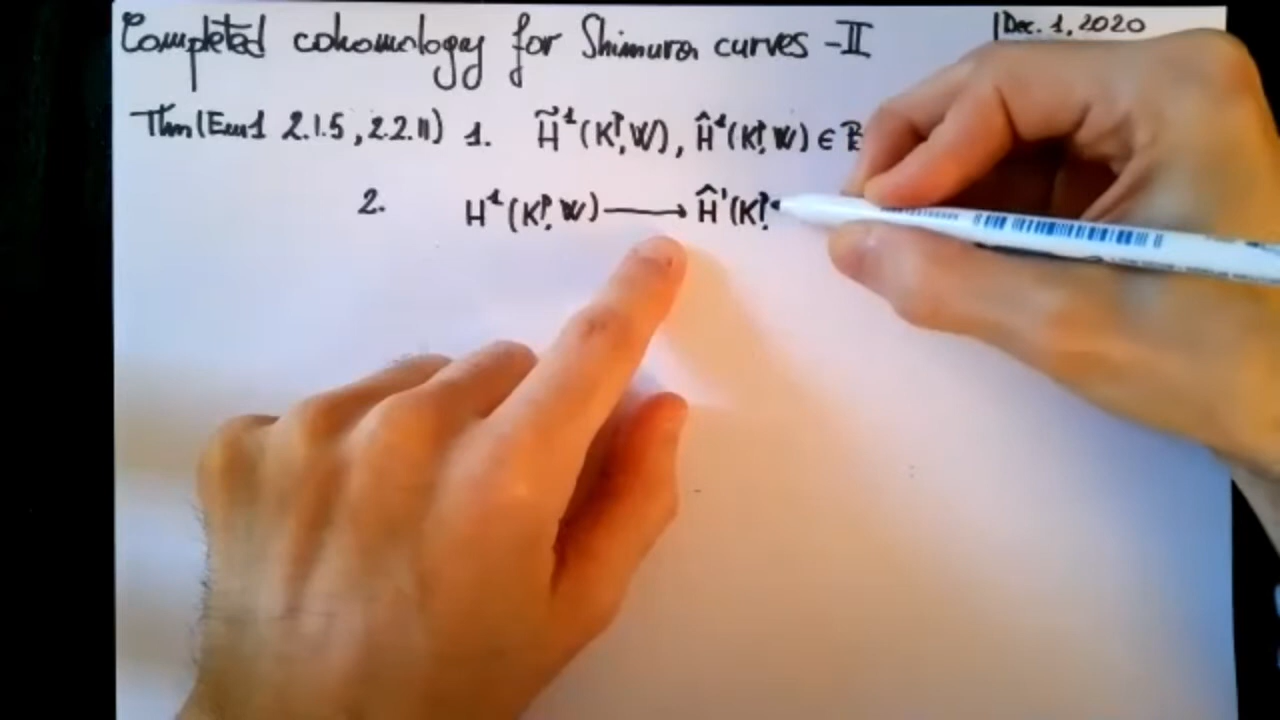 Completed cohomology for Shimura curves - II
Dec. 1, 2020
Thm (Em1 2.1.5, 2.2.11) 1. H̃¹(Kᵖ, W), Ĥ¹(Kᵖ, W) ∈
2. H¹(Kᵖ, W) ⟶ Ĥ¹(Kᵖ,